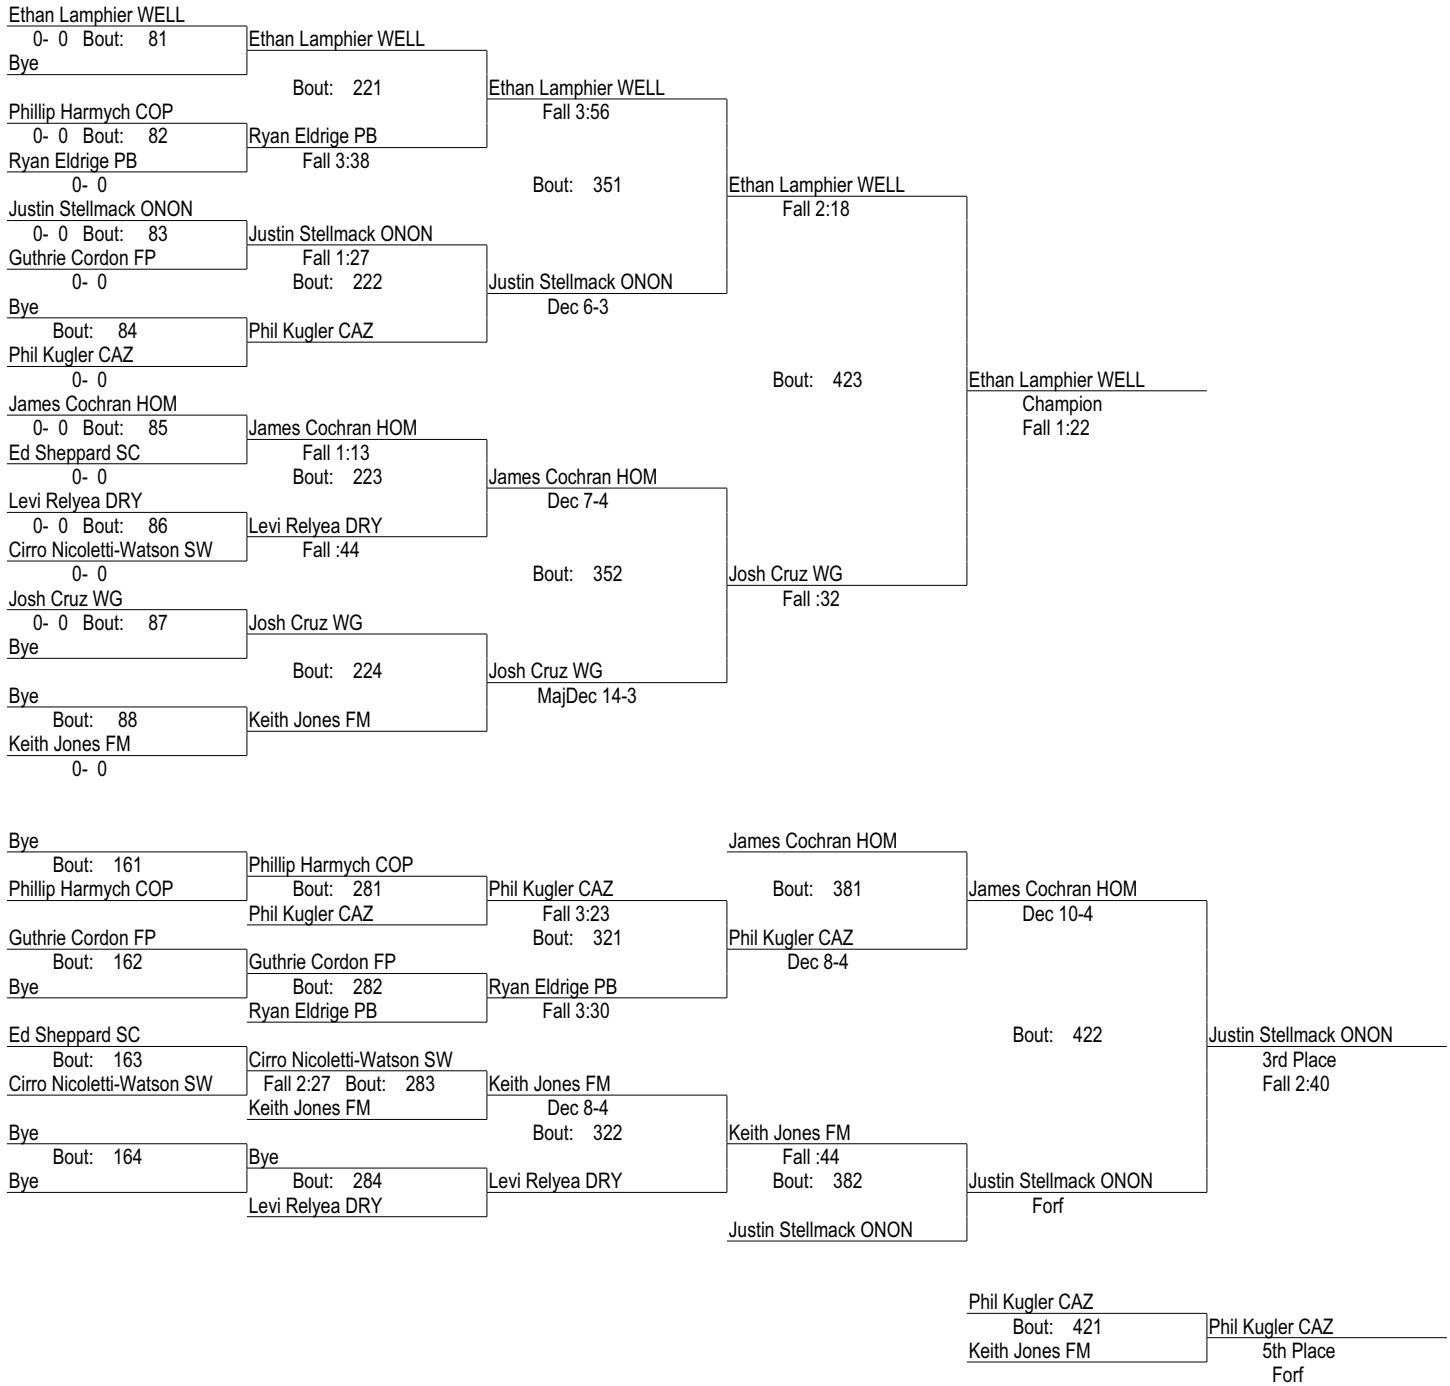 Ethan Lamphier WELL
0- 0 Bout: 81 Ethan Lamphier WELL
Bye
Bout: 221 Ethan Lamphier WELL
Phillip Harmych COP Fall 3:56
0- 0 Bout: 82 Ryan Eldrige PB
Ryan Eldrige PB Fall 3:38
0- 0 Bout: 351 Ethan Lamphier WELL
Justin Stellmack ONON Fall 2:18
0- 0 Bout: 83 Justin Stellmack ONON
Guthrie Cordon FP Fall 1:27
0- 0 Bout: 222 Justin Stellmack ONON
Bye Dec 6-3
Bout: 84 Phil Kugler CAZ
Phil Kugler CAZ
0- 0 Bout: 423 Ethan Lamphier WELL
James Cochran HOM Champion
0- 0 Bout: 85 James Cochran HOM Fall 1:22
Ed Sheppard SC Fall 1:13
0- 0 Bout: 223 James Cochran HOM
Levi Relyea DRY Dec 7-4
0- 0 Bout: 86 Levi Relyea DRY
Cirro Nicoletti-Watson SW Fall :44
0- 0 Bout: 352 Josh Cruz WG
Josh Cruz WG Fall :32
0- 0 Bout: 87 Josh Cruz WG
Bye
Bout: 224 Josh Cruz WG
Bye MajDec 14-3
Bout: 88 Keith Jones FM
Keith Jones FM
0- 0
Bye James Cochran HOM
Bout: 161 Phillip Harmych COP
Phillip Harmych COP Bout: 281 Phil Kugler CAZ Bout: 381 James Cochran HOM
Phil Kugler CAZ Fall 3:23 Dec 10-4
Guthrie Cordon FP Bout: 321 Phil Kugler CAZ
Bout: 162 Guthrie Cordon FP Dec 8-4
Bye Bout: 282 Ryan Eldrige PB
Ryan Eldrige PB Fall 3:30
Ed Sheppard SC Bout: 422 Justin Stellmack ONON
Bout: 163 Cirro Nicoletti-Watson SW 3rd Place
Cirro Nicoletti-Watson SW Fall 2:27 Bout: 283 Keith Jones FM Fall 2:40
Keith Jones FM Dec 8-4
Bye Bout: 322 Keith Jones FM
Bout: 164 Bye Fall :44
Bye Bout: 284 Levi Relyea DRY Bout: 382 Justin Stellmack ONON
Levi Relyea DRY Forf
Justin Stellmack ONON
Phil Kugler CAZ
Bout: 421 Phil Kugler CAZ
Keith Jones FM 5th Place
Forf